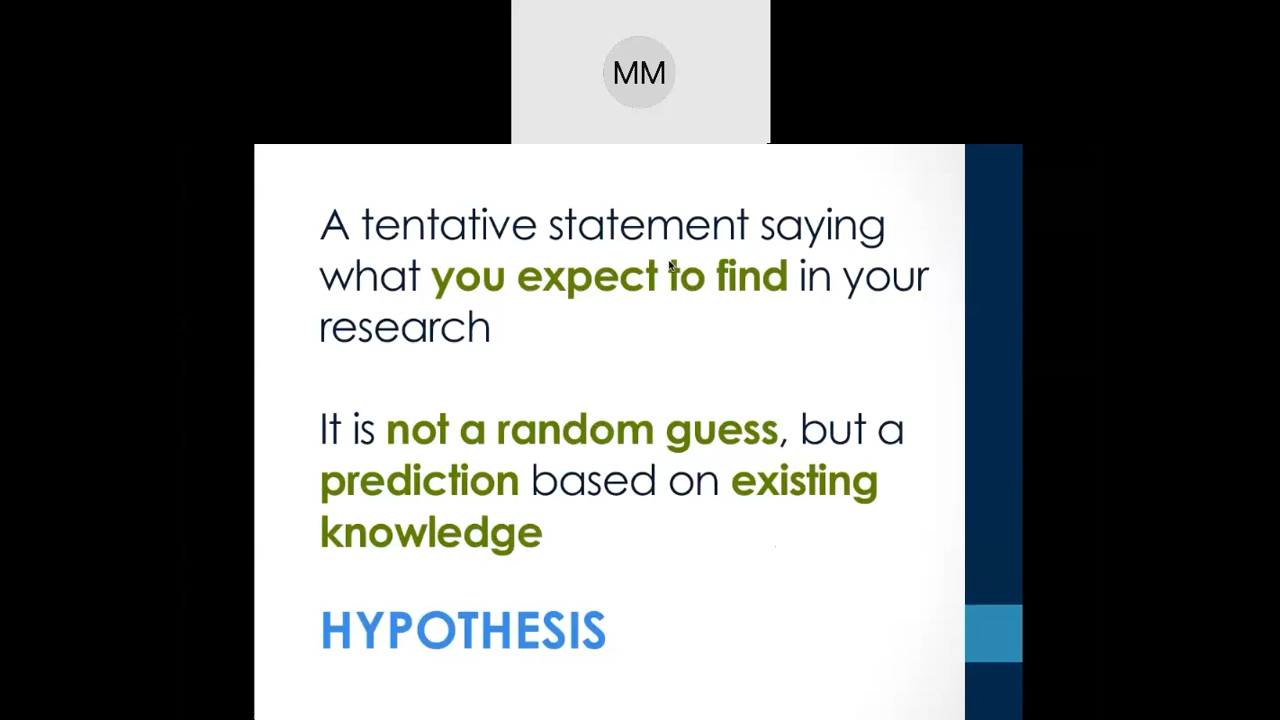 MM
A tentative statement saying
what you expect to find in your
research
It is not a random guess, but a
prediction based on existing
knowledge
HYPOTHESIS